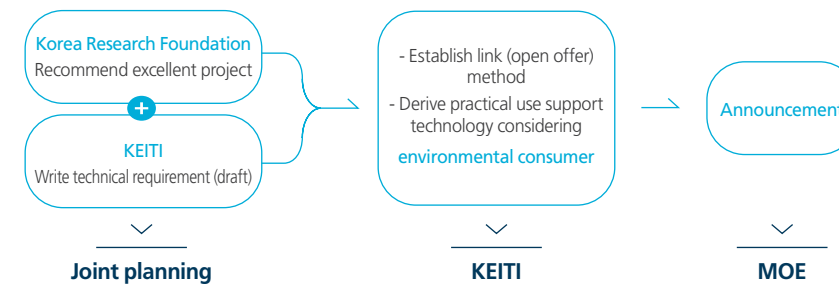 Korea Research Foundation
Recommend excellent project
+
KEITI
Write technical requirement (draft)
- Establish link (open offer)
method
- Derive practical use support
technology considering
environmental consumer
Announcement
Joint planning
KEITI
MOE